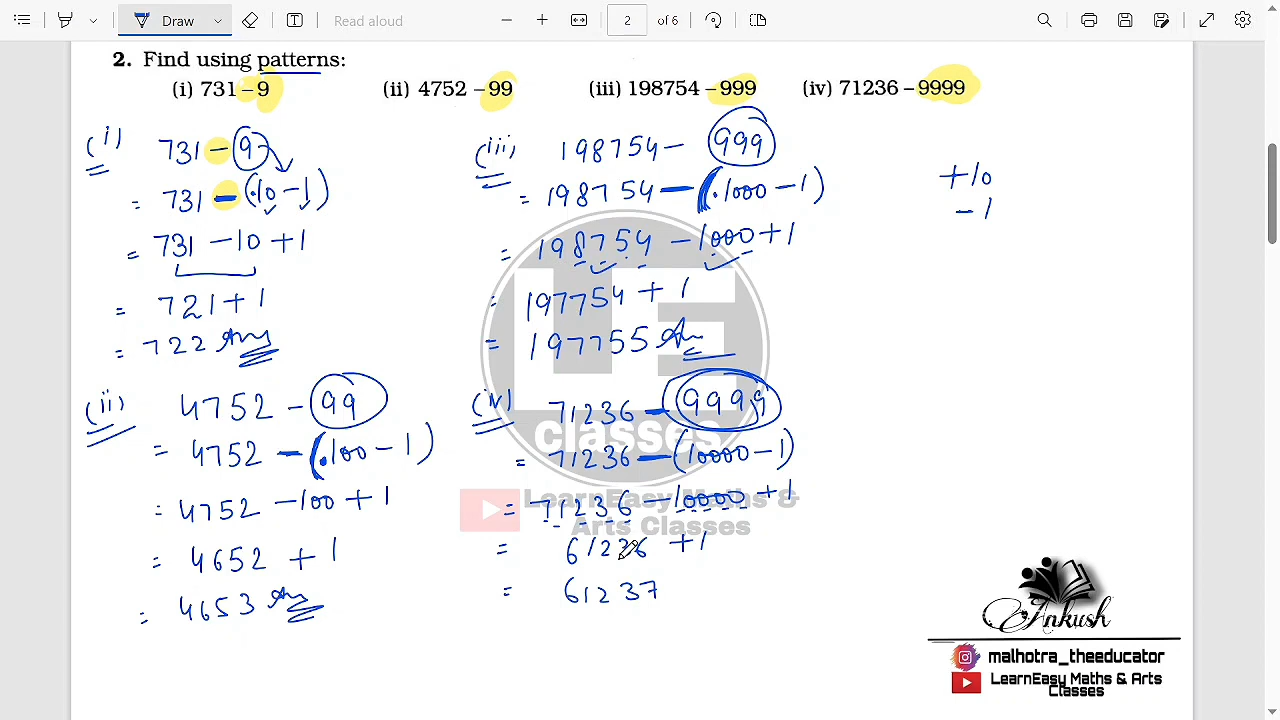 Draw
Read aloud
2
of 6
2. Find using patterns:
(i) 731 – 9
(ii) 4752 – 99
(iii) 198754 – 999
(iv) 71236 – 9999
(i) 731 - 9
= 731 - (10 - 1)
= 731 - 10 + 1
= 721 + 1
= 722 Ans
(ii) 4752 - 99
= 4752 - (100 - 1)
= 4752 - 100 + 1
= 4652 + 1
= 4653 Ans
(iii) 198754 - 999
= 198754 - (1000 - 1)
= 198754 - 1000 + 1
= 197754 + 1
= 197755 Ans
(iv) 71236 - 9999
= 71236 - (10000 - 1)
= 71236 - 10000 + 1
= 61236 + 1
= 61237
+10
-1
LE
classes
LearnEasy Maths &
Arts Classes
Ankush
malhotra_theeducator
LearnEasy Maths & Arts
Classes